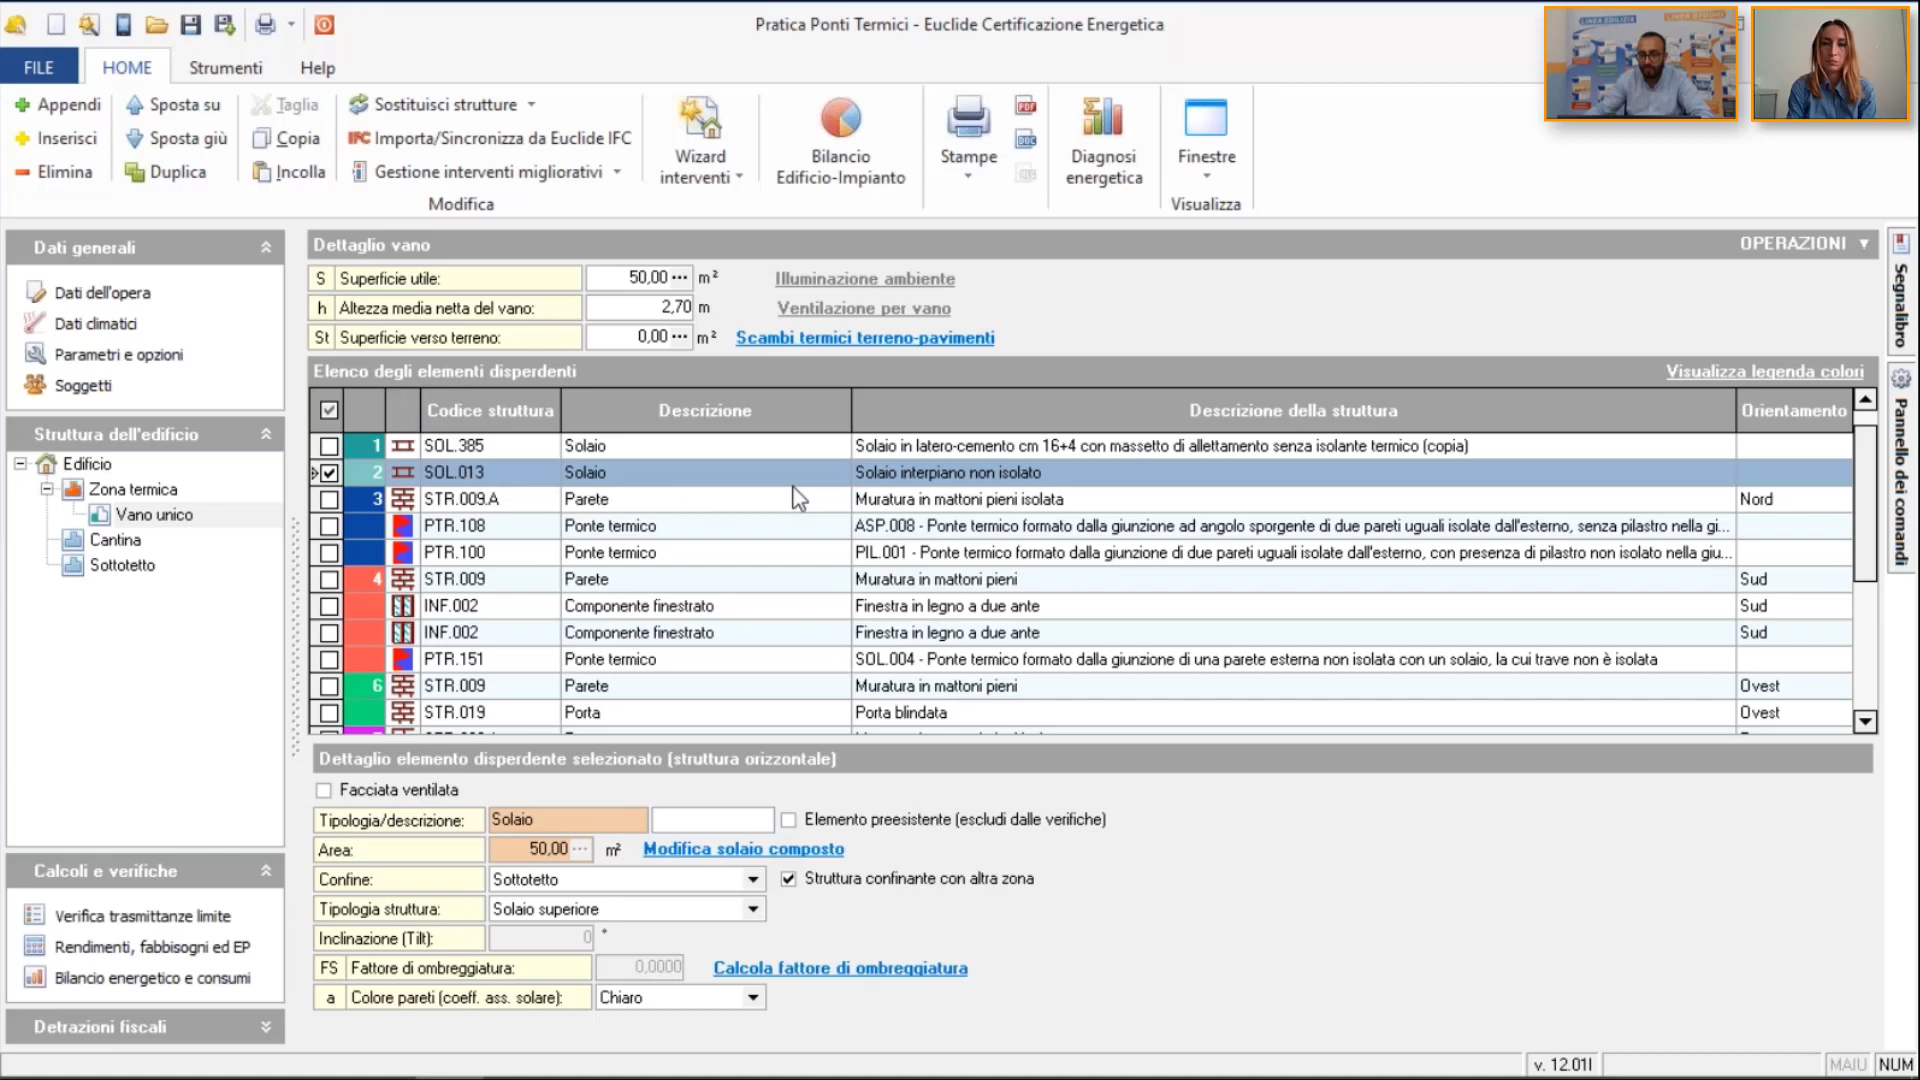 Pratica Ponti Termici - Euclide Certificazione Energetica
LINEA EDILIZIA
FILE
HOME
Strumenti
Help
Appendi
Sposta su
Taglia
Sostituisci strutture
Inserisci
Sposta giù
Copia
IFC Importa/Sincronizza da Euclide IFC
Elimina
Duplica
Incolla
Gestione interventi migliorativi
Modifica
Wizard
interventi
Bilancio
Edificio-Impianto
Stampe
PDF
DOC
Diagnosi
energetica
Finestre
Visualizza
Dati generali
Dati dell'opera
Dati climatici
Parametri e opzioni
Soggetti
Struttura dell'edificio
Edificio
Zona termica
Vano unico
Cantina
Sottotetto
Calcoli e verifiche
Verifica trasmittanze limite
Rendimenti, fabbisogni ed EP
Bilancio energetico e consumi
Detrazioni fiscali
Dettaglio vano
OPERAZIONI
S Superficie utile: 50,00 ... m² Illuminazione ambiente
h Altezza media netta del vano: 2,70 m Ventilazione per vano
St Superficie verso terreno: 0,00 ... m² Scambi termici terreno-pavimenti
Elenco degli elementi disperdenti
Visualizza legenda colori
Codice struttura Descrizione Descrizione della struttura Orientamento
1 SOL.385 Solaio Solaio in latero-cemento cm 16+4 con massetto di allettamento senza isolante termico (copia)
2 SOL.013 Solaio Solaio interpiano non isolato
3 STR.009.A Parete Muratura in mattoni pieni isolata Nord
PTR.108 Ponte termico ASP.008 - Ponte termico formato dalla giunzione ad angolo sporgente di due pareti uguali isolate dall'esterno, senza pilastro nella gi...
PTR.100 Ponte termico PIL.001 - Ponte termico formato dalla giunzione di due pareti uguali isolate dall'esterno, con presenza di pilastro non isolato nella giu...
4 STR.009 Parete Muratura in mattoni pieni Sud
INF.002 Componente finestrato Finestra in legno a due ante Sud
INF.002 Componente finestrato Finestra in legno a due ante Sud
PTR.151 Ponte termico SOL.004 - Ponte termico formato dalla giunzione di una parete esterna non isolata con un solaio, la cui trave non è isolata
6 STR.009 Parete Muratura in mattoni pieni Ovest
STR.019 Porta Porta blindata Ovest
Dettaglio elemento disperdente selezionato (struttura orizzontale)
Facciata ventilata
Tipologia/descrizione: Solaio Elemento preesistente (escludi dalle verifiche)
Area: 50,00 ... m² Modifica solaio composto
Confine: Sottotetto Struttura confinante con altra zona
Tipologia struttura: Solaio superiore
Inclinazione (Tilt): 0 °
FS Fattore di ombreggiatura: 0,0000 Calcola fattore di ombreggiatura
a Colore pareti (coeff. ass. solare): Chiaro
Segnalibro
Pannello dei comandi
v. 12.01l
MAIU
NUM